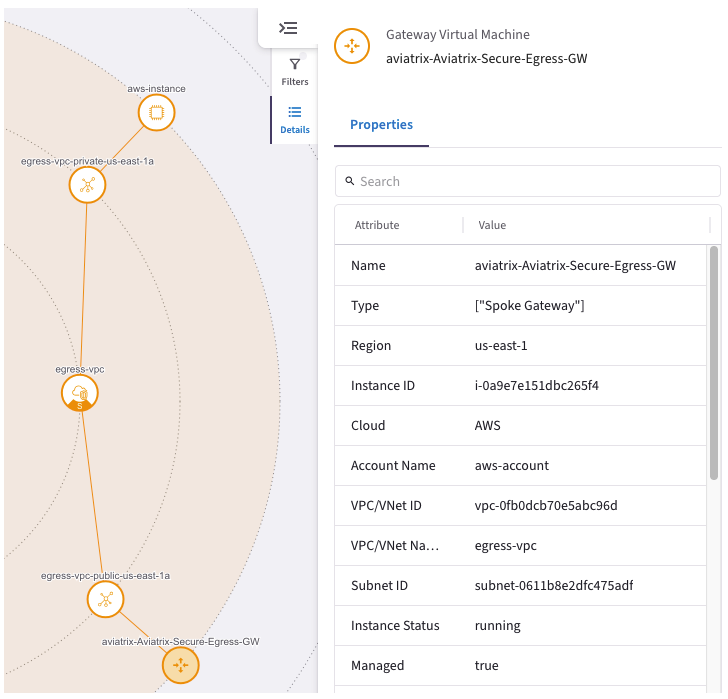 aws-instance
egress-vpc-private-us-east-1a
egress-vpc
S
egress-vpc-public-us-east-1a
aviatrix-Aviatrix-Secure-Egress-GW
Filters
Details
Gateway Virtual Machine
aviatrix-Aviatrix-Secure-Egress-GW
Properties
Search
Attribute Value
Name aviatrix-Aviatrix-Secure-Egress-GW
Type ["Spoke Gateway"]
Region us-east-1
Instance ID i-0a9e7e151dbc265f4
Cloud AWS
Account Name aws-account
VPC/VNet ID vpc-0fb0dcb70e5abc96d
VPC/VNet Na… egress-vpc
Subnet ID subnet-0611b8e2dfc475adf
Instance Status running
Managed true